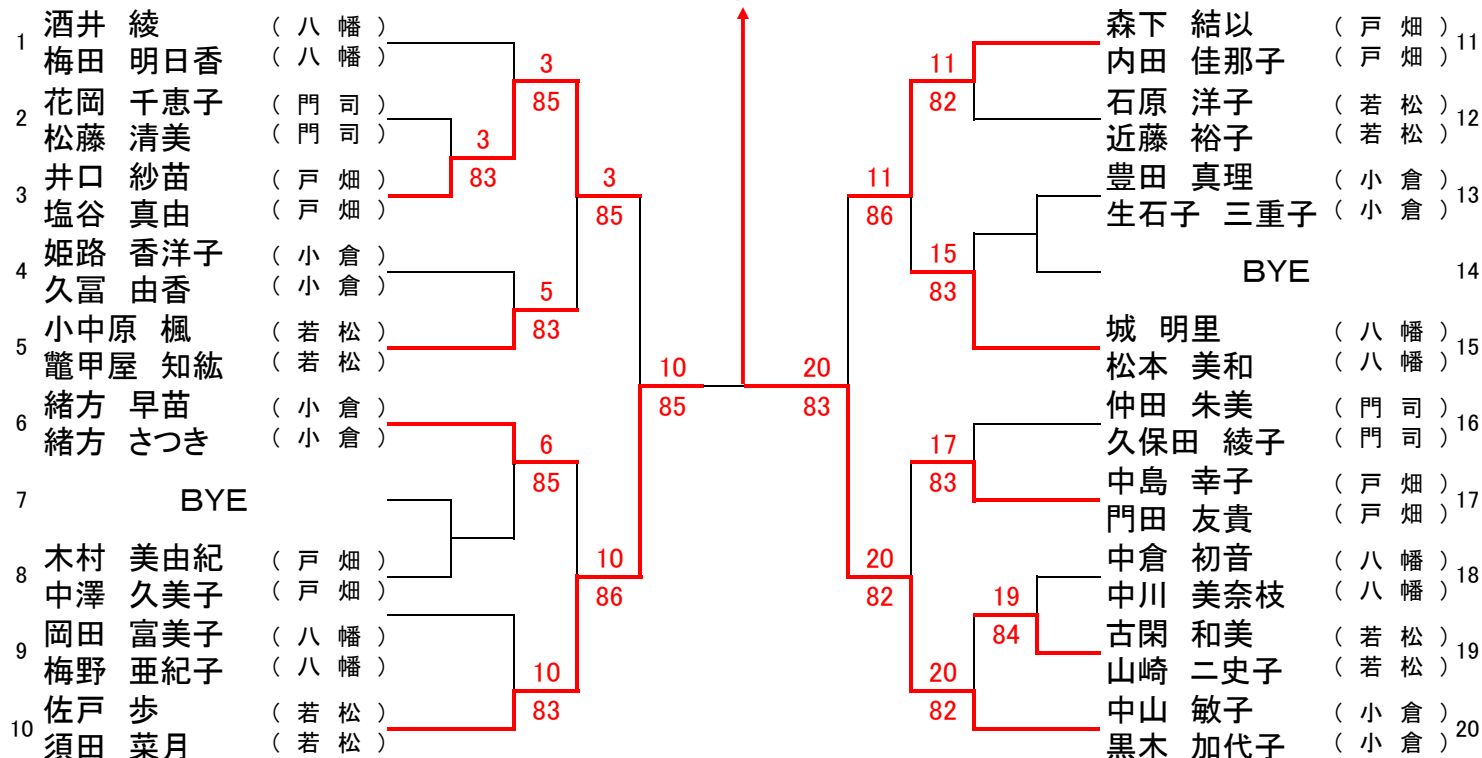 1 酒井 綾 （ 八 幡 ）
梅田 明日香 （ 八 幡 ）
2 花岡 千恵子 （ 門 司 ）
松藤 清美 （ 門 司 ）
3 井口 紗苗 （ 戸 畑 ）
塩谷 真由 （ 戸 畑 ）
4 姫路 香洋子 （ 小 倉 ）
久冨 由香 （ 小 倉 ）
5 小中原 楓 （ 若 松 ）
鼈甲屋 知紘 （ 若 松 ）
6 緒方 早苗 （ 小 倉 ）
緒方 さつき （ 小 倉 ）
7 BYE
8 木村 美由紀 （ 戸 畑 ）
中澤 久美子 （ 戸 畑 ）
9 岡田 富美子 （ 八 幡 ）
梅野 亜紀子 （ 八 幡 ）
10 佐戸 歩 （ 若 松 ）
須田 菜月 （ 若 松 ）
3
83
3
85
5
83
6
85
10
83
3
85
10
86
10
85
20
83
11
86
20
82
11
82
15
83
17
83
20
82
19
84
森下 結以 （ 戸 畑 ） 11
内田 佳那子 （ 戸 畑 ）
石原 洋子 （ 若 松 ） 12
近藤 裕子 （ 若 松 ）
豊田 真理 （ 小 倉 ） 13
生石子 三重子 （ 小 倉 ）
BYE 14
城 明里 （ 八 幡 ） 15
松本 美和 （ 八 幡 ）
仲田 朱美 （ 門 司 ） 16
久保田 綾子 （ 門 司 ）
中島 幸子 （ 戸 畑 ） 17
門田 友貴 （ 戸 畑 ）
中倉 初音 （ 八 幡 ） 18
中川 美奈枝 （ 八 幡 ）
古閑 和美 （ 若 松 ） 19
山崎 二史子 （ 若 松 ）
中山 敏子 （ 小 倉 ） 20
黒木 加代子 （ 小 倉 ）